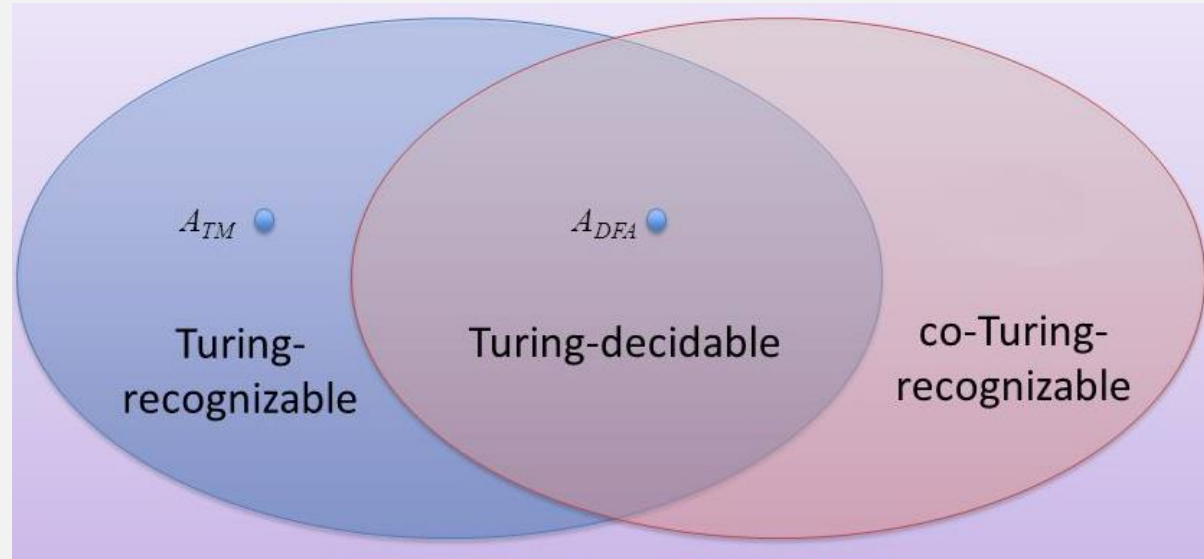 A_TM
A_DFA
Turing-
recognizable
Turing-decidable
co-Turing-
recognizable